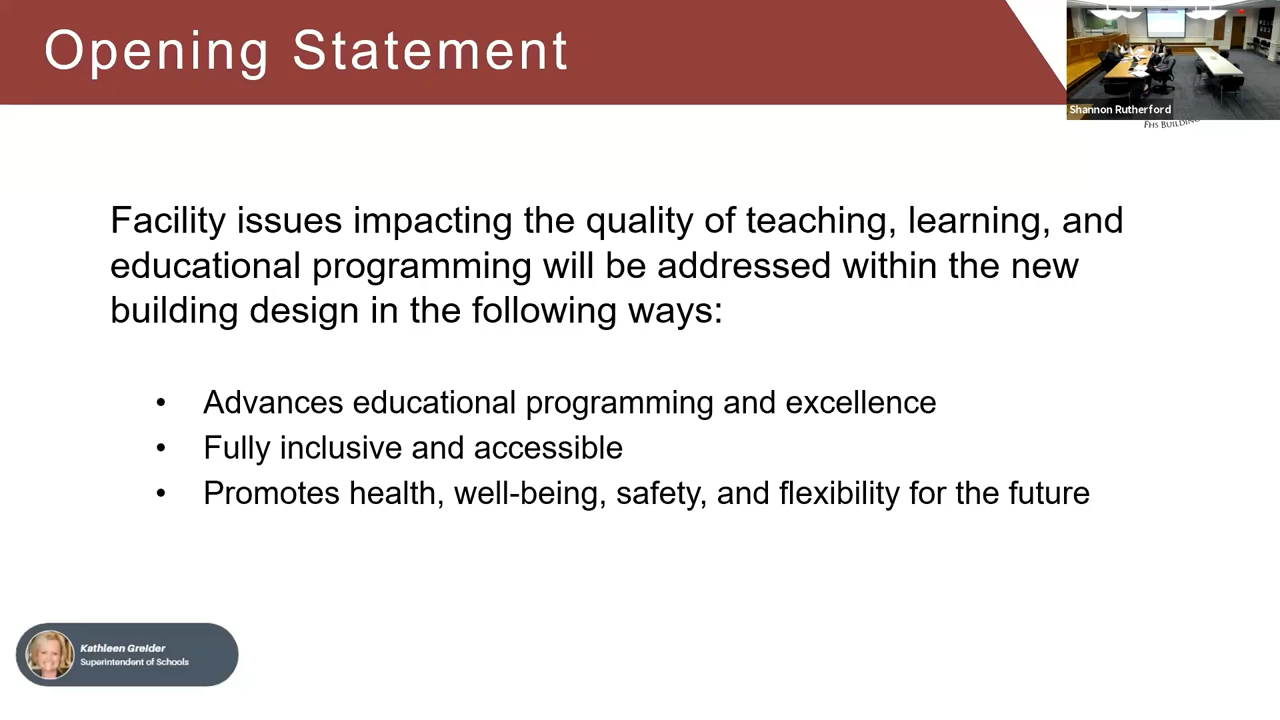 Opening Statement
Shannon Rutherford
FHS BUILDING
Facility issues impacting the quality of teaching, learning, and
educational programming will be addressed within the new
building design in the following ways:
• Advances educational programming and excellence
• Fully inclusive and accessible
• Promotes health, well-being, safety, and flexibility for the future
Kathleen Greider
Superintendent of Schools